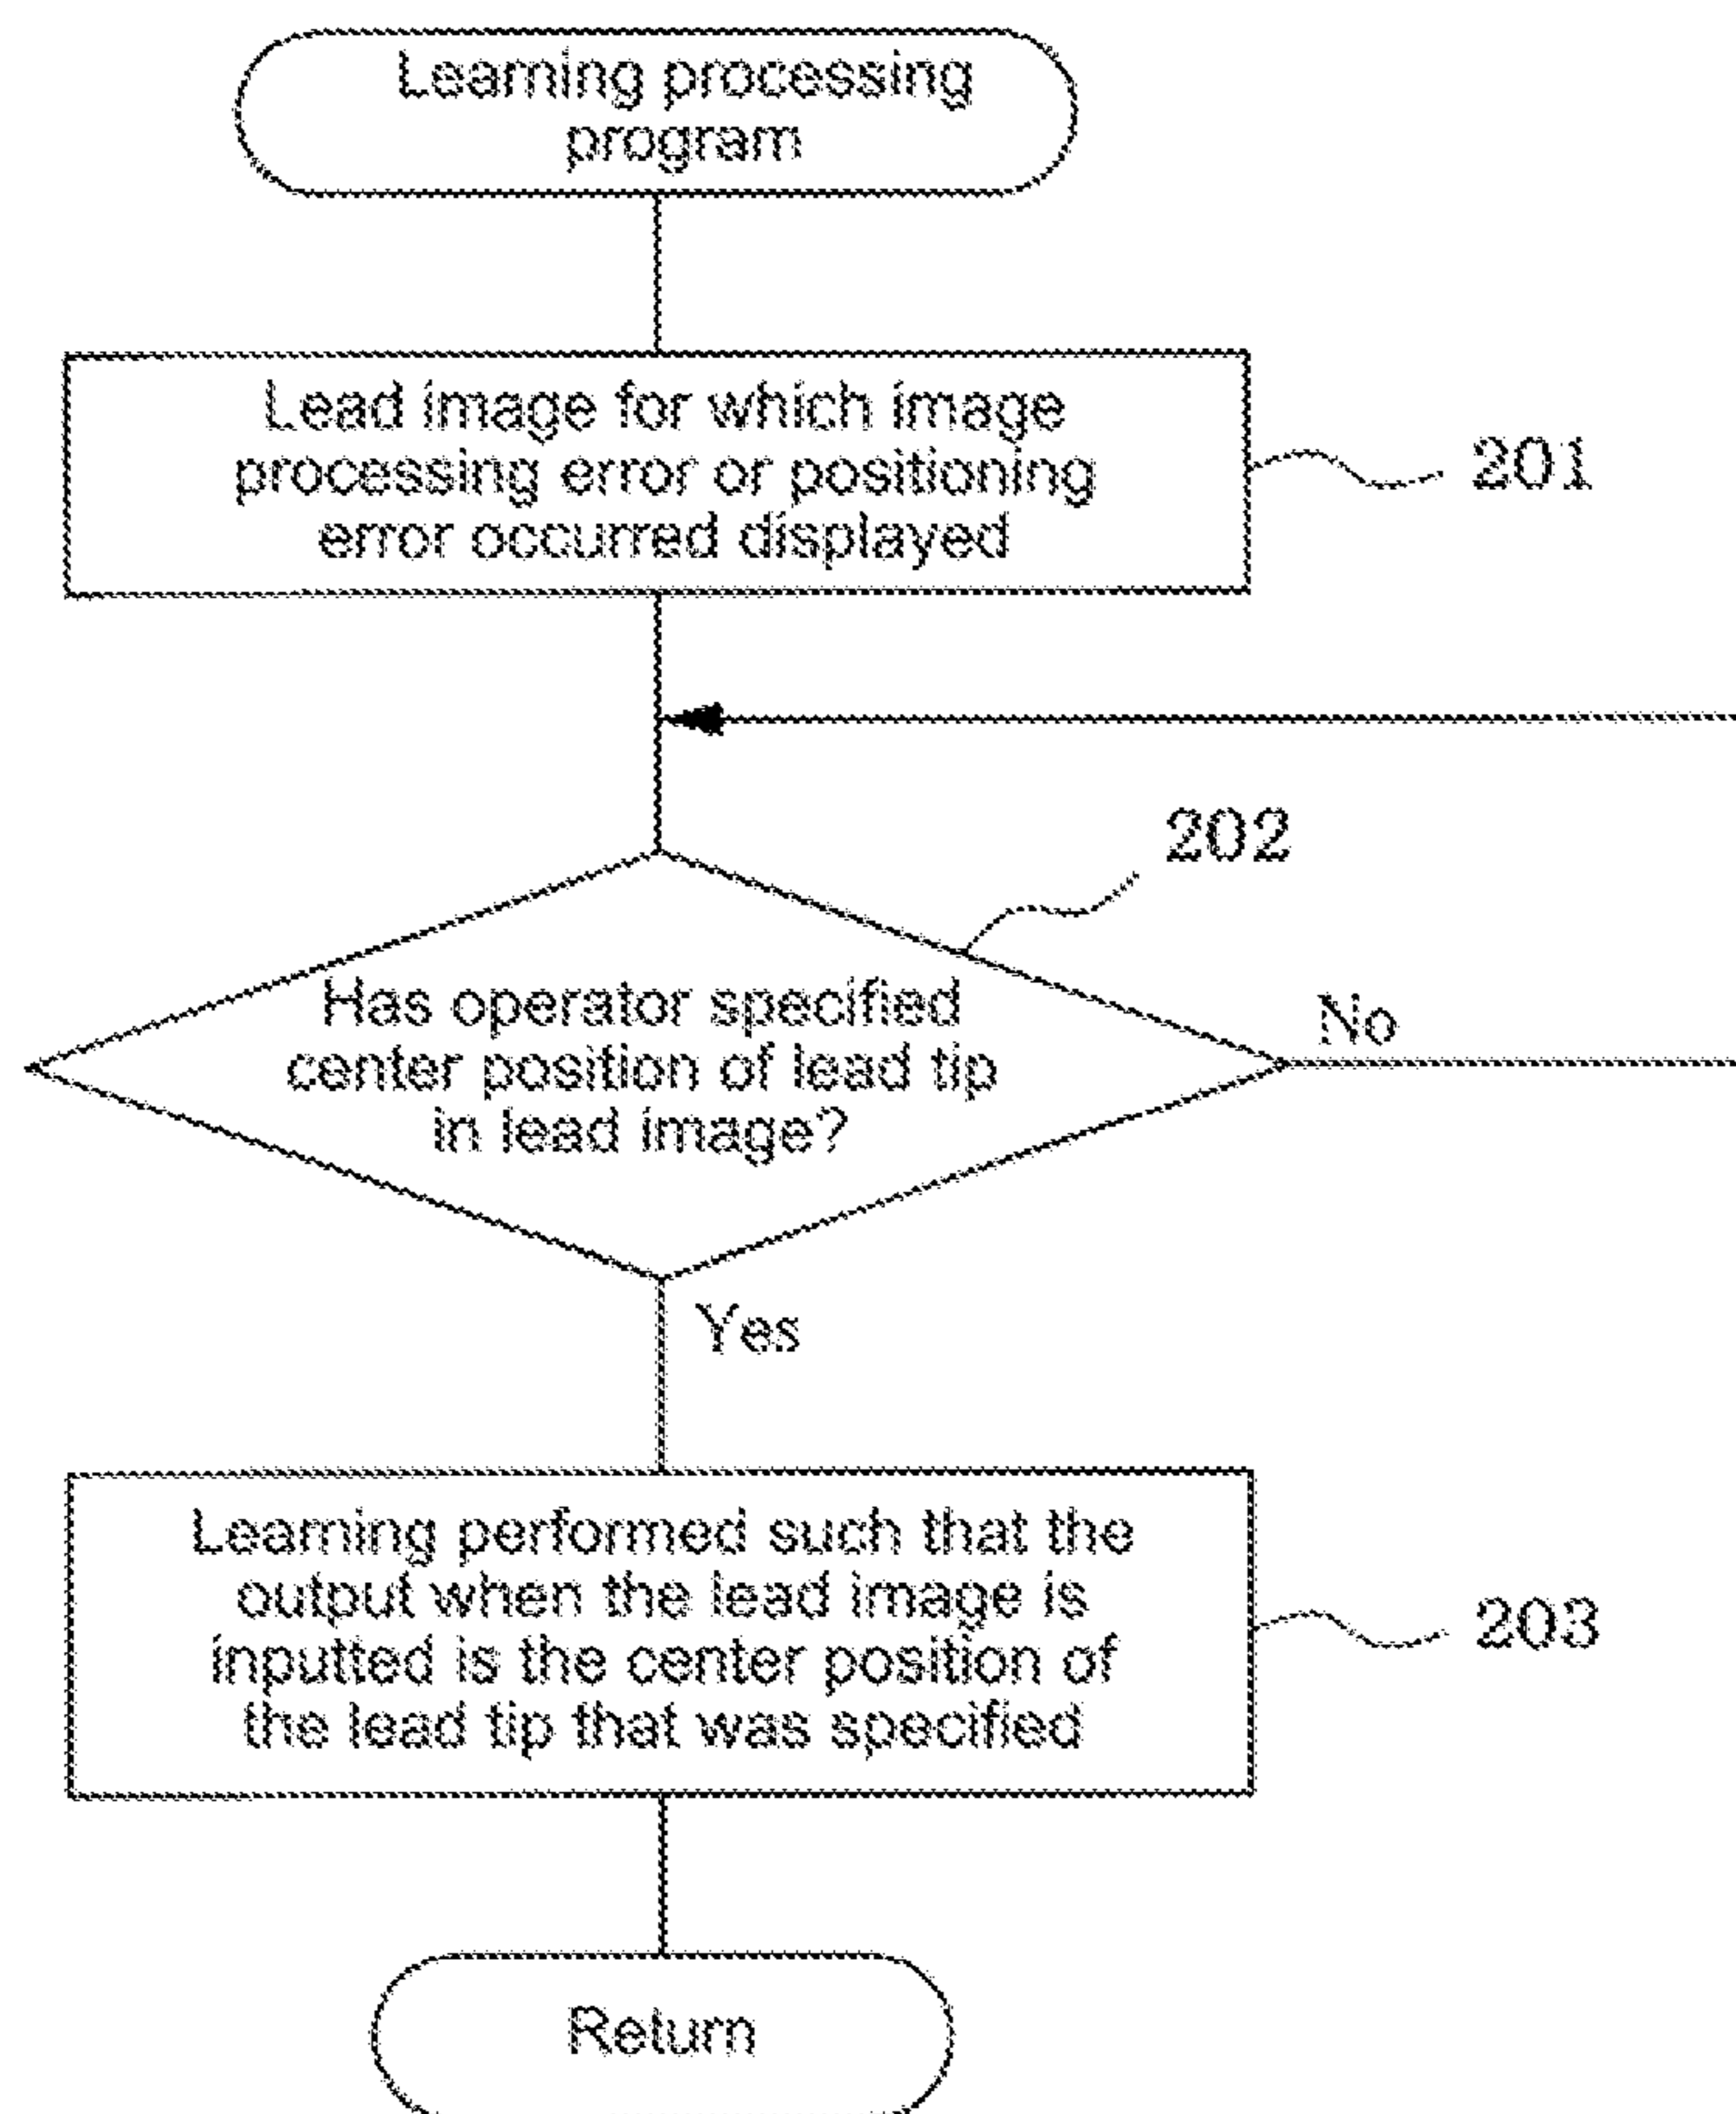 Learning processing
program
Lead image for which image
processing error or positioning
error occurred displayed
201
202
Has operator specified
center position of lead tip
in lead image?
No
Yes
Learning performed such that the
output when the lead image is
inputted is the center position of
the lead tip that was specified
203
Return